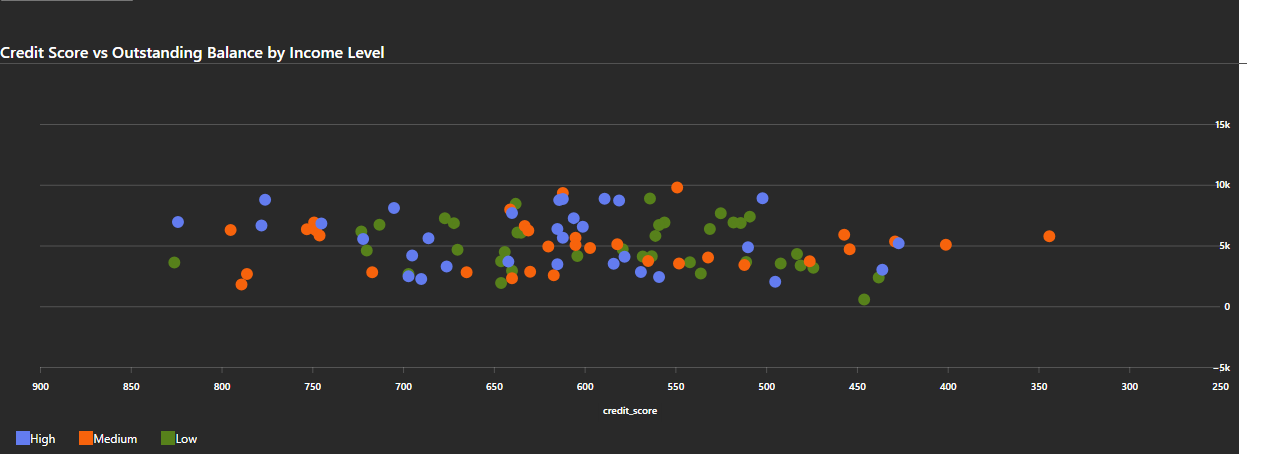 Credit Score vs Outstanding Balance by Income Level
15k
10k
5k
0
−5k
900 850 800 750 700 650 600 550 500 450 400 350 300 250
credit_score
High Medium Low